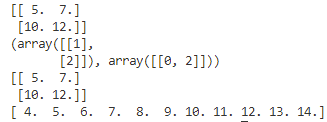 [[ 5.  7.]
 [10. 12.]]
(array([[1],
       [2]]), array([[0, 2]]))
[[ 5.  7.]
 [10. 12.]]
[ 4.  5.  6.  7.  8.  9. 10. 11. 12. 13. 14.]